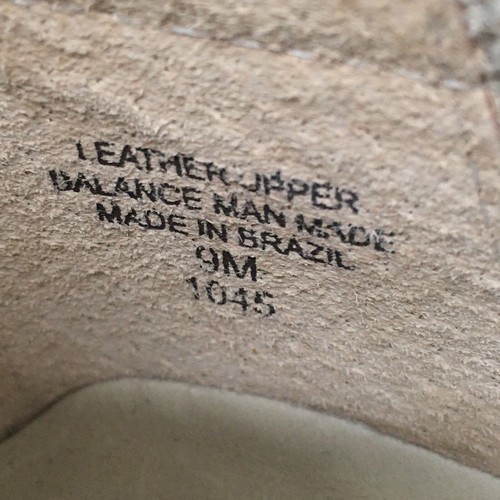 LEATHER UPPER
BALANCE MAN MADE
MADE IN BRAZIL
9M
1045